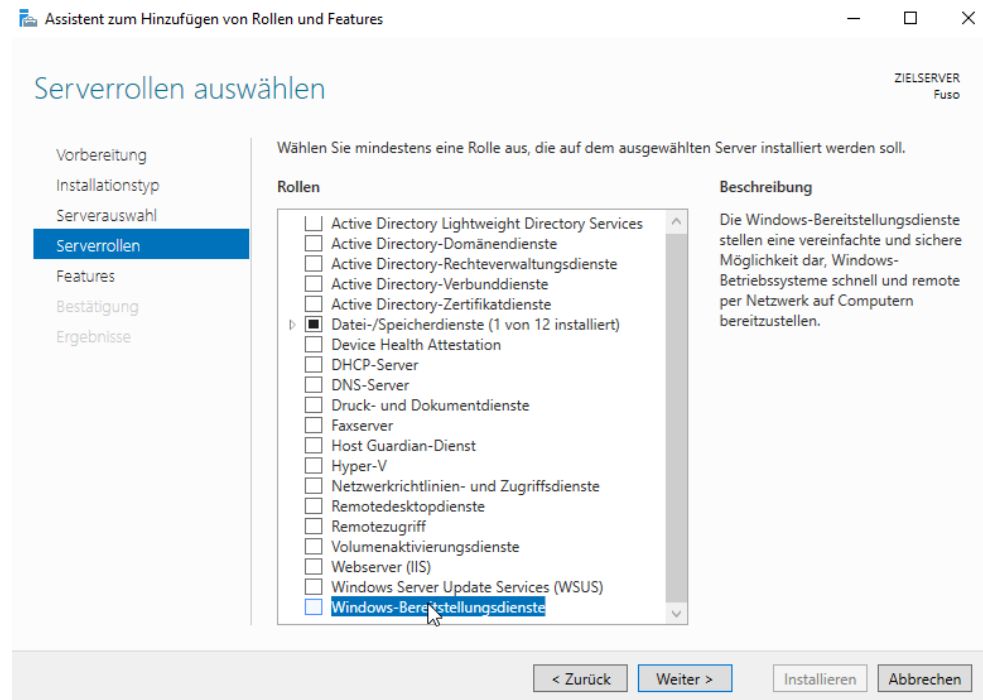 Assistent zum Hinzufügen von Rollen und Features
Serverrollen auswählen
ZIELSERVER
Fuso
Vorbereitung
Installationstyp
Serverauswahl
Serverrollen
Features
Bestätigung
Ergebnisse
Wählen Sie mindestens eine Rolle aus, die auf dem ausgewählten Server installiert werden soll.
Rollen
Active Directory Lightweight Directory Services
Active Directory-Domänendienste
Active Directory-Rechteverwaltungsdienste
Active Directory-Verbunddienste
Active Directory-Zertifikatdienste
Datei-/Speicherdienste (1 von 12 installiert)
Device Health Attestation
DHCP-Server
DNS-Server
Druck- und Dokumentdienste
Faxserver
Host Guardian-Dienst
Hyper-V
Netzwerkrichtlinien- und Zugriffsdienste
Remotedesktopdienste
Remotezugriff
Volumenaktivierungsdienste
Webserver (IIS)
Windows Server Update Services (WSUS)
Windows-Bereitstellungsdienste
Beschreibung
Die Windows-Bereitstellungsdienste
stellen eine vereinfachte und sichere
Möglichkeit dar, Windows-
Betriebssysteme schnell und remote
per Netzwerk auf Computern
bereitzustellen.
< Zurück
Weiter >
Installieren
Abbrechen